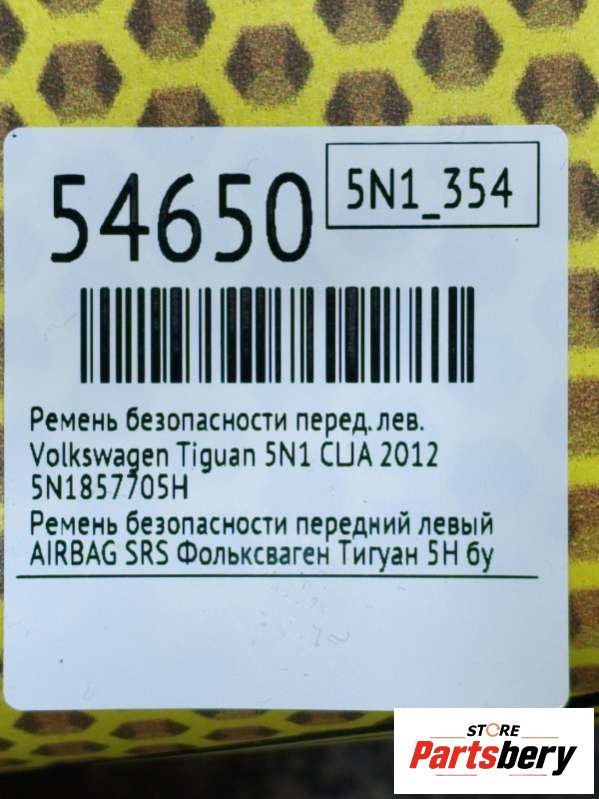 54650
5N1_354
Ремень безопасности перед. лев.
Volkswagen Tiguan 5N1 CLJA 2012
5N1857705H
Ремень безопасности передний левый
AIRBAG SRS Фольксваген Тигуан 5Н бу
STORE
Partsbery